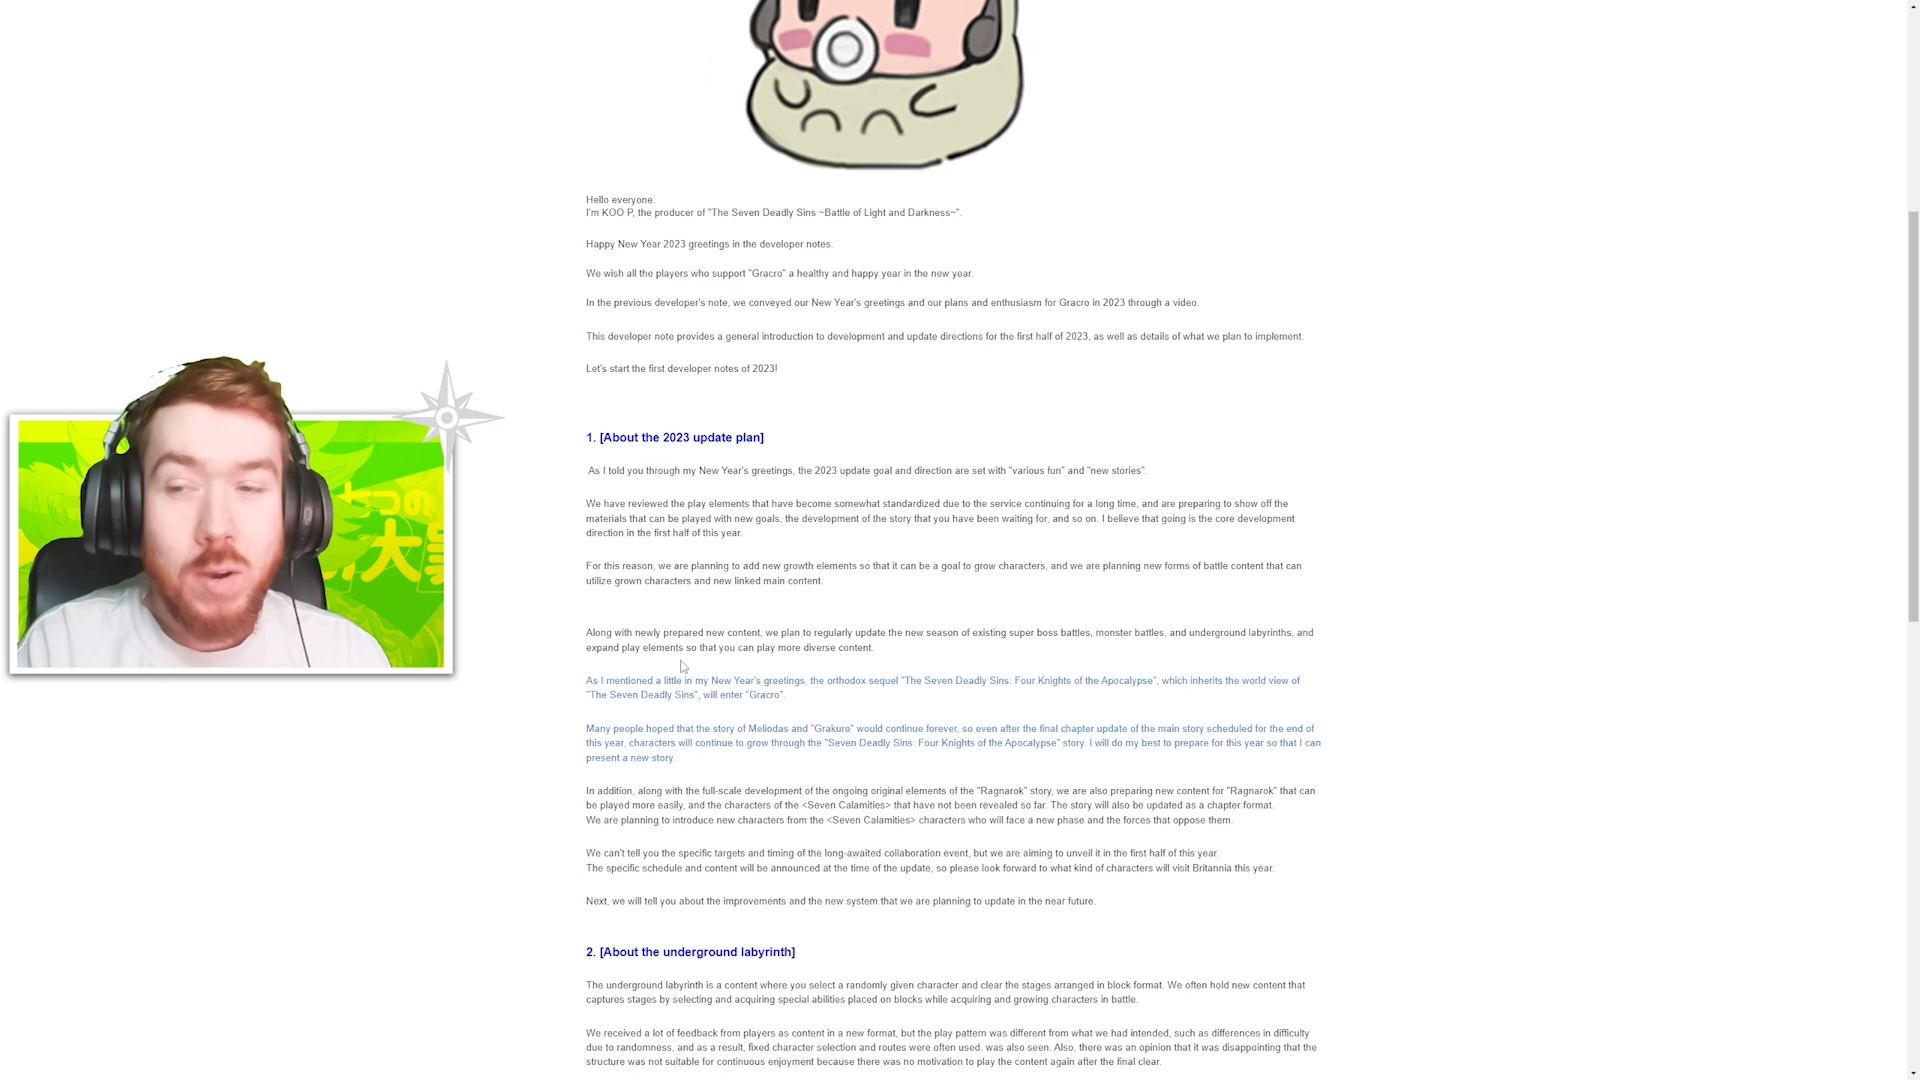 Hello everyone.
I'm KOO P, the producer of "The Seven Deadly Sins ~Battle of Light and Darkness~".
Happy New Year 2023 greetings in the developer notes.
We wish all the players who support "Gracro" a healthy and happy year in the new year.
In the previous developer's note, we conveyed our New Year's greetings and our plans and enthusiasm for Gracro in 2023 through a video.
This developer note provides a general introduction to development and update directions for the first half of 2023, as well as details of what we plan to implement.
Let's start the first developer notes of 2023!
1. [About the 2023 update plan]
As I told you through my New Year's greetings, the 2023 update goal and direction are set with "various fun" and "new stories".
We have reviewed the play elements that have become somewhat standardized due to the service continuing for a long time, and are preparing to show off the
materials that can be played with new goals, the development of the story that you have been waiting for, and so on. I believe that going is the core development
direction in the first half of this year.
For this reason, we are planning to add new growth elements so that it can be a goal to grow characters, and we are planning new forms of battle content that can
utilize grown characters and new linked main content.
Along with newly prepared new content, we plan to regularly update the new season of existing super boss battles, monster battles, and underground labyrinths, and
expand play elements so that you can play more diverse content.
As I mentioned a little in my New Year's greetings, the orthodox sequel "The Seven Deadly Sins: Four Knights of the Apocalypse", which inherits the world view of
"The Seven Deadly Sins", will enter "Gracro".
Many people hoped that the story of Meliodas and "Grakuro" would continue forever, so even after the final chapter update of the main story scheduled for the end of
this year, characters will continue to grow through the "Seven Deadly Sins: Four Knights of the Apocalypse" story. I will do my best to prepare for this year so that I can
present a new story.
In addition, along with the full-scale development of the ongoing original elements of the "Ragnarok" story, we are also preparing new content for "Ragnarok" that can
be played more easily, and the characters of the <Seven Calamities> that have not been revealed so far. The story will also be updated as a chapter format.
We are planning to introduce new characters from the <Seven Calamities> characters who will face a new phase and the forces that oppose them.
We can't tell you the specific targets and timing of the long-awaited collaboration event, but we are aiming to unveil it in the first half of this year.
The specific schedule and content will be announced at the time of the update, so please look forward to what kind of characters will visit Britannia this year.
Next, we will tell you about the improvements and the new system that we are planning to update in the near future.
2. [About the underground labyrinth]
The underground labyrinth is a content where you select a randomly given character and clear the stages arranged in block format. We often hold new content that
captures stages by selecting and acquiring special abilities placed on blocks while acquiring and growing characters in battle.
We received a lot of feedback from players as content in a new format, but the play pattern was different from what we had intended, such as differences in difficulty
due to randomness, and as a result, fixed character selection and routes were often used. was also seen. Also, there was an opinion that it was disappointing that the
structure was not suitable for continuous enjoyment because there was no motivation to play the content again after the final clear.